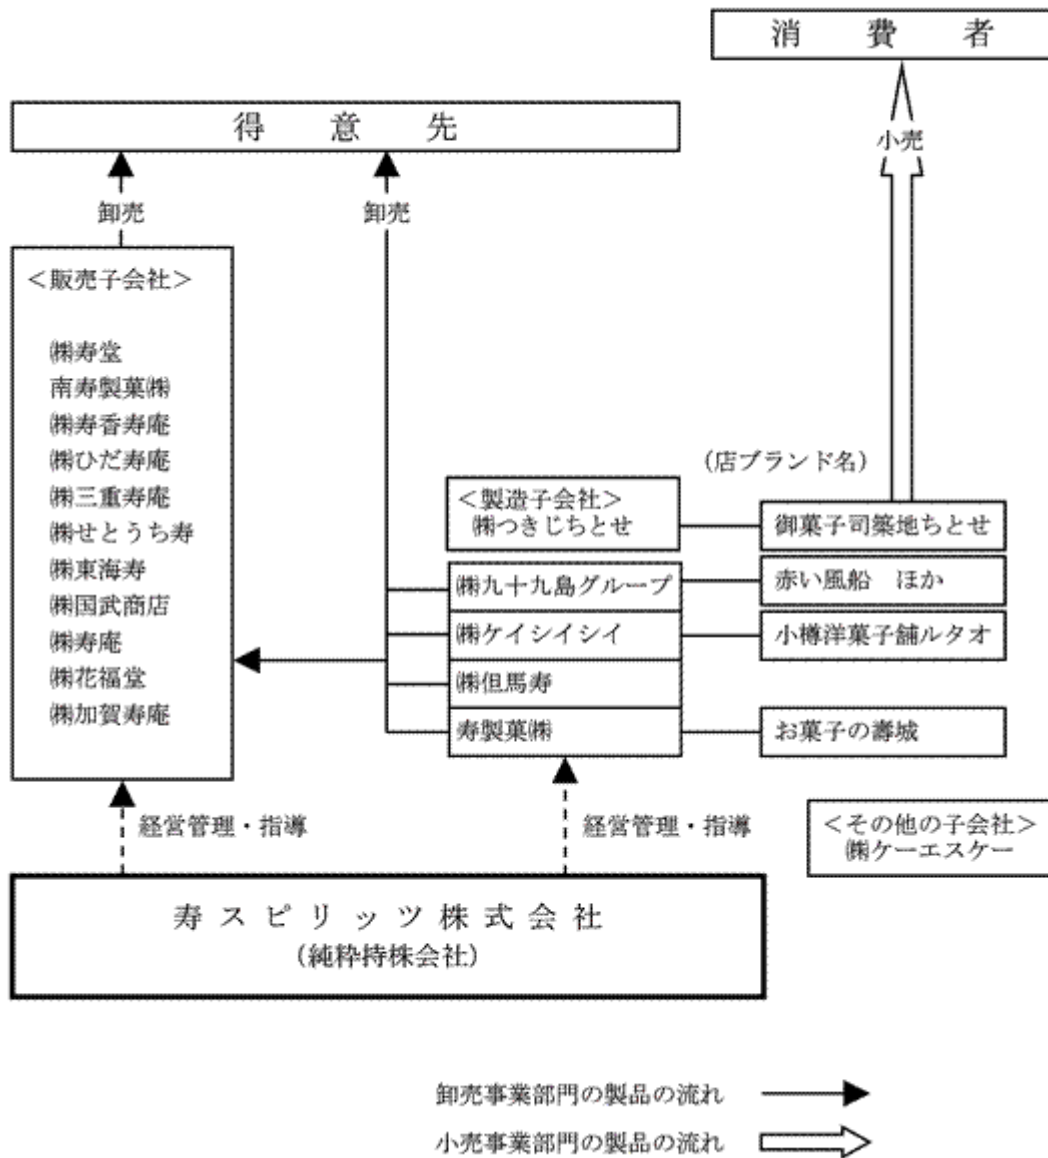 消費者
小売
得意先
卸売
卸売
＜販売子会社＞
㈱寿堂
南寿製菓㈱
㈱寿香寿庵
㈱ひだ寿庵
㈱三重寿庵
㈱せとうち寿
㈱東海寿
㈱国武商店
㈱寿庵
㈱花福堂
㈱加賀寿庵
（店ブランド名）
＜製造子会社＞
㈱つきじちとせ
御菓子司築地ちとせ
㈱九十九島グループ
赤い風船　ほか
㈱ケイシイシイ
小樽洋菓子舗ルタオ
㈱但馬寿
寿製菓㈱
お菓子の壽城
経営管理・指導
経営管理・指導
＜その他の子会社＞
㈱ケーエスケー
寿スピリッツ株式会社
（純粋持株会社）
卸売事業部門の製品の流れ
小売事業部門の製品の流れ